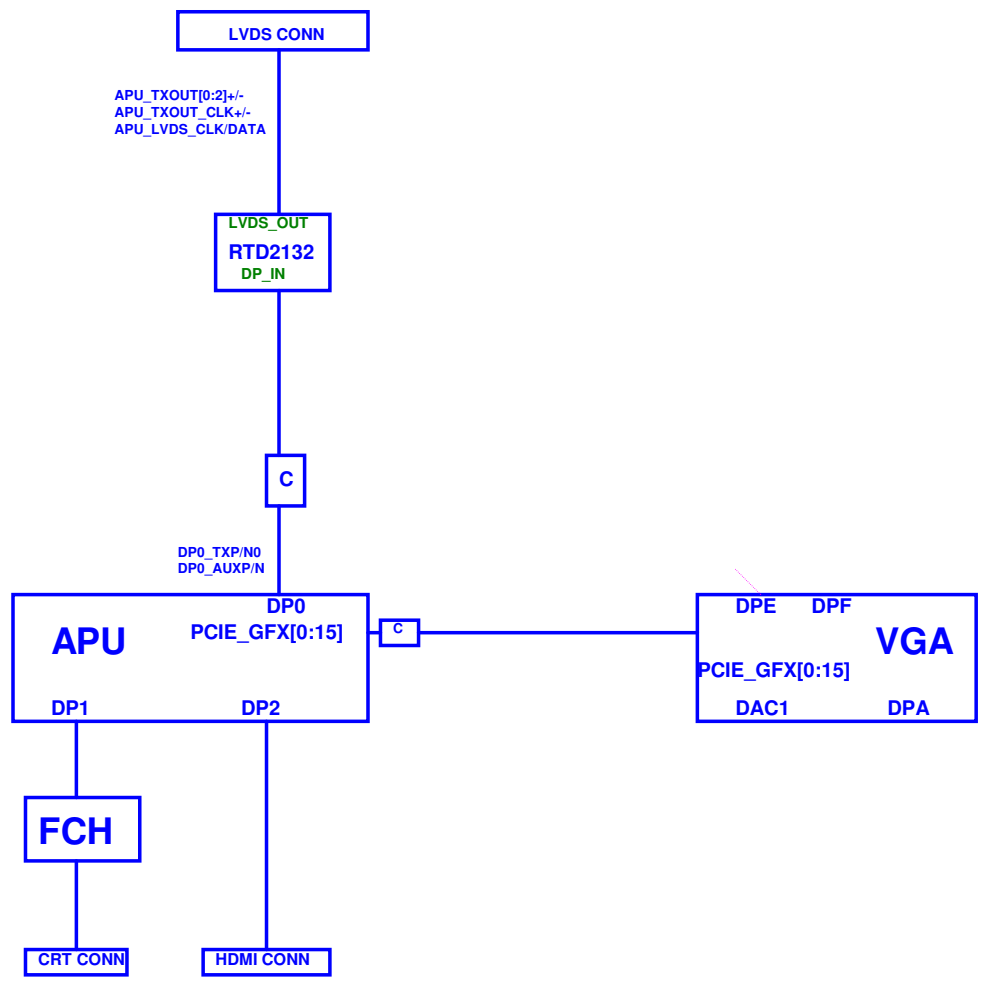 LVDS CONN
APU_TXOUT[0:2]+/-
APU_TXOUT_CLK+/-
APU_LVDS_CLK/DATA
LVDS_OUT
RTD2132
DP_IN
C
DP0_TXP/N0
DP0_AUXP/N
DP0
PCIE_GFX[0:15]
APU
DP1
DP2
C
DPE
DPF
VGA
PCIE_GFX[0:15]
DAC1
DPA
FCH
CRT CONN
HDMI CONN